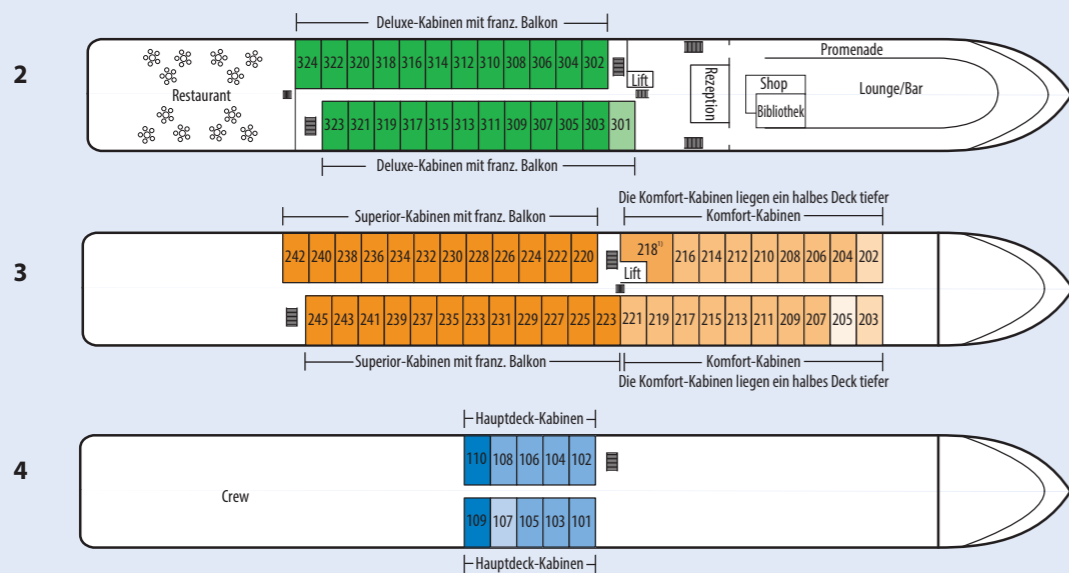 Deluxe-Kabinen mit franz. Balkon
2
324 322 320 318 316 314 312 310 308 306 304 302
Lift
Promenade
Restaurant
Rezeption
Shop
Bibliothek
Lounge/Bar
323 321 319 317 315 313 311 309 307 305 303 301
Deluxe-Kabinen mit franz. Balkon
Die Komfort-Kabinen liegen ein halbes Deck tiefer
Superior-Kabinen mit franz. Balkon
Komfort-Kabinen
3
242 240 238 236 234 232 230 228 226 224 222 220
218¹⁾ 216 214 212 210 208 206 204 202
Lift
245 243 241 239 237 235 233 231 229 227 225 223 221 219 217 215 213 211 209 207 205 203
Superior-Kabinen mit franz. Balkon
Komfort-Kabinen
Die Komfort-Kabinen liegen ein halbes Deck tiefer
Hauptdeck-Kabinen
4
110 108 106 104 102
Crew
109 107 105 103 101
Hauptdeck-Kabinen